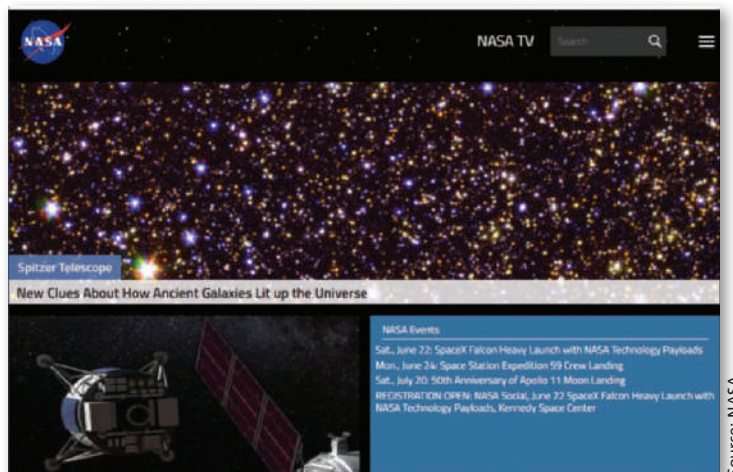 NASA
NASA TV
Search
Spitzer Telescope
New Clues About How Ancient Galaxies Lit up the Universe
NASA Events
Sat., June 22: SpaceX Falcon Heavy Launch with NASA Technology Payloads
Mon., June 24: Space Station Expedition 59 Crew Landing
Sat., July 20: 50th Anniversary of Apollo 11 Moon Landing
REGISTRATION OPEN: NASA Social, June 22 SpaceX Falcon Heavy Launch with
NASA Technology Payloads, Kennedy Space Center
Source: NASA